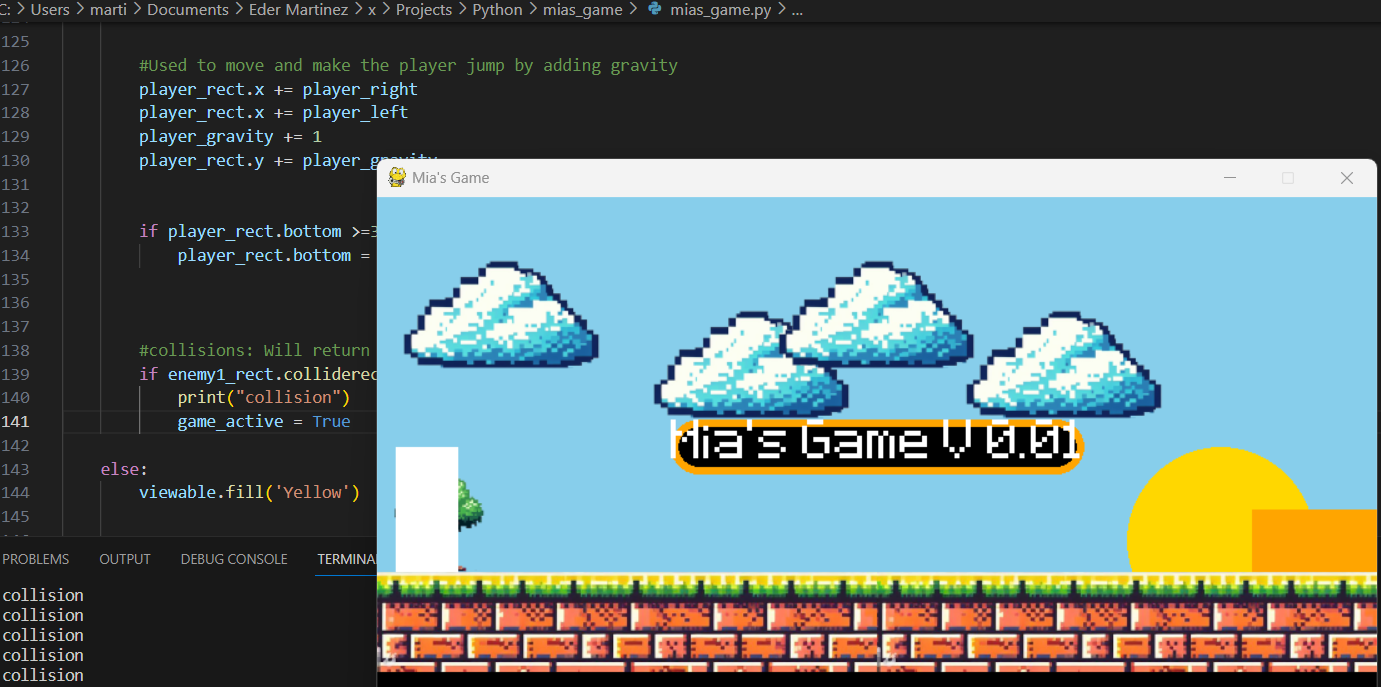 C: > Users > marti > Documents > Eder Martinez > x > Projects > Python > mias_game > mias_game.py > ...
125
126 #Used to move and make the player jump by adding gravity
127 player_rect.x += player_right
128 player_rect.x += player_left
129 player_gravity += 1
130 player_rect.y += player_gravity
131
132
133 if player_rect.bottom >=3
134 player_rect.bottom =
135
136
137
138 #collisions: Will return
139 if enemy1_rect.colliderec
140 print("collision")
141 game_active = True
142
143 else:
144 viewable.fill('Yellow')
145
Mia's Game
Mia's Game V 0.01
PROBLEMS OUTPUT DEBUG CONSOLE TERMINA
collision
collision
collision
collision
collision